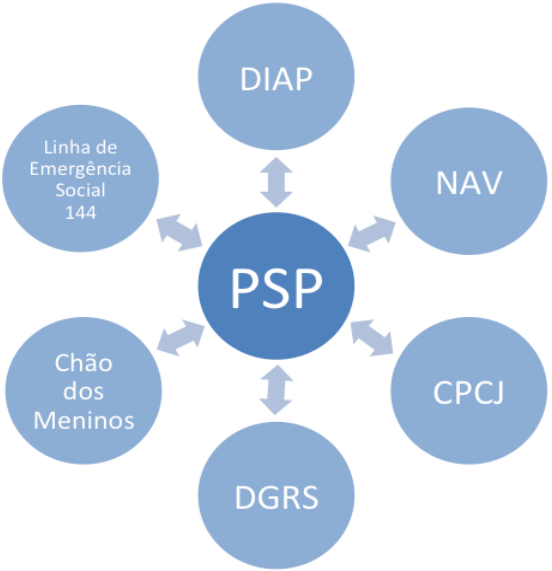 DIAP
Linha de
Emergência
Social
144
NAV
PSP
Chão
dos
Meninos
CPCJ
DGRS